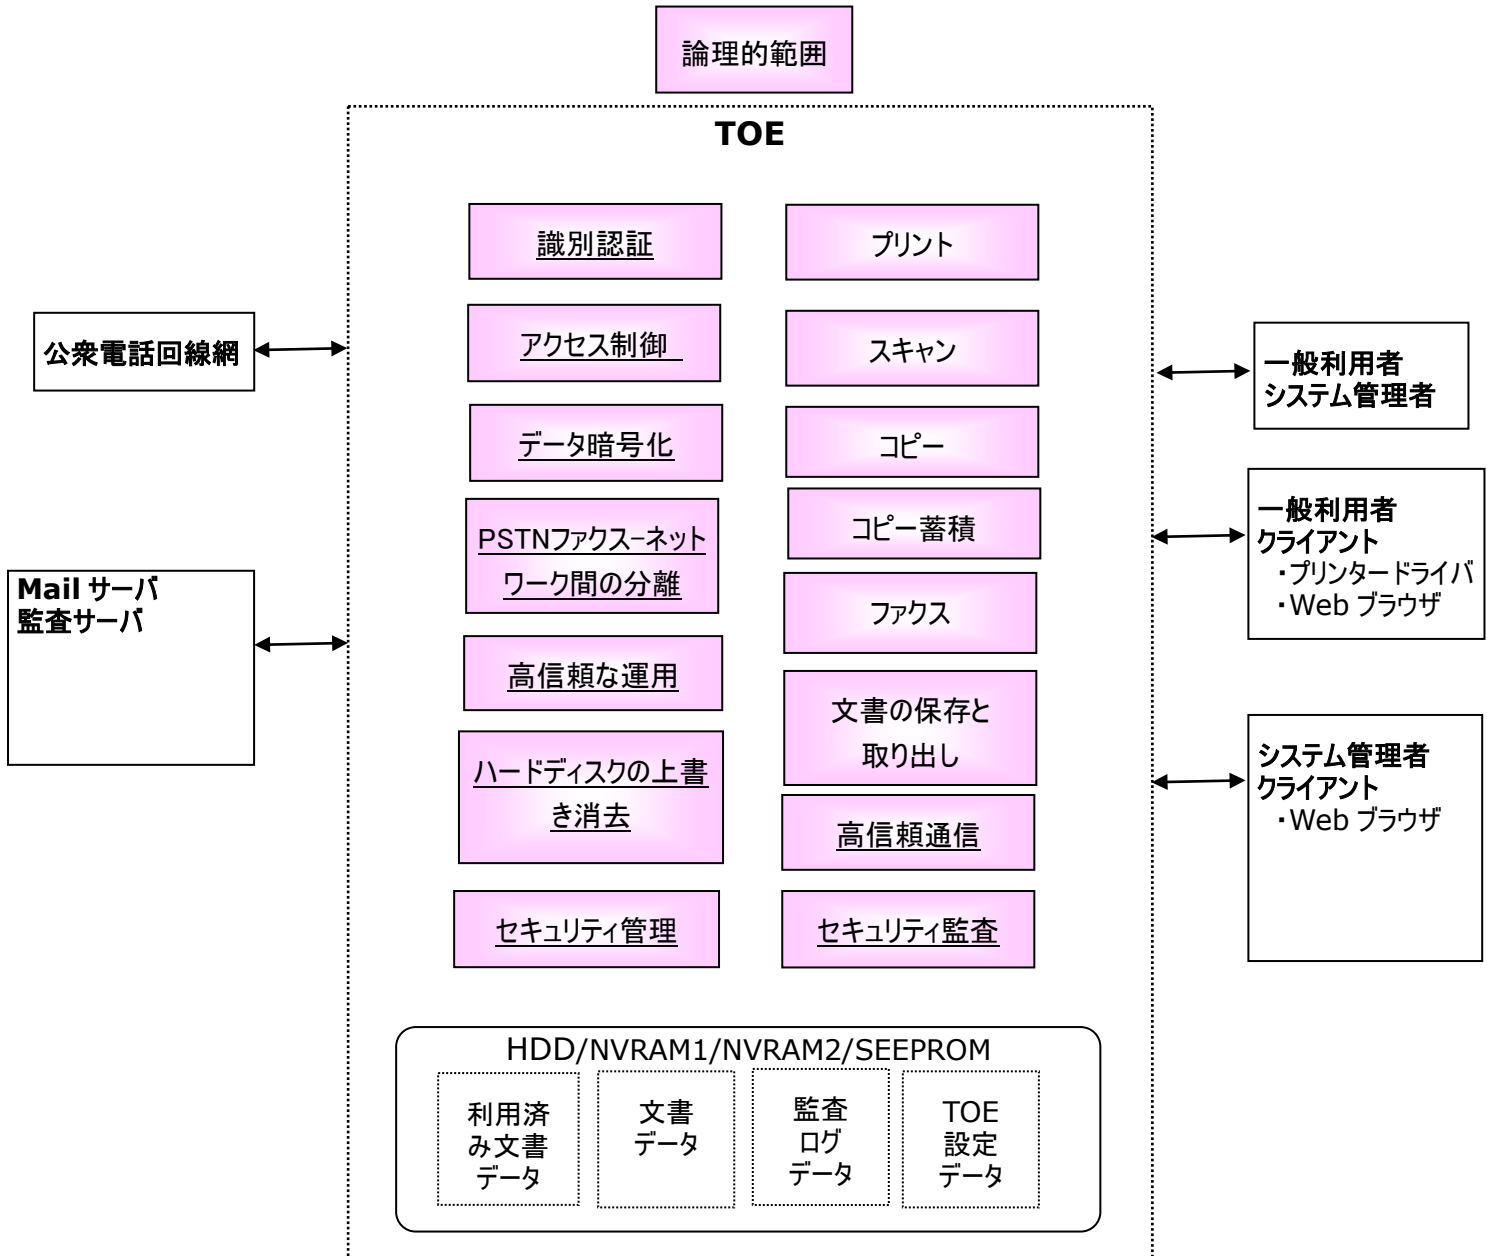 論理的範囲
TOE
識別認証
プリント
アクセス制御
スキャン
データ暗号化
コピー
PSTNファクス-ネット
ワーク間の分離
コピー蓄積
ファクス
高信頼な運用
文書の保存と
取り出し
ハードディスクの上書
き消去
高信頼通信
セキュリティ管理
セキュリティ監査
公衆電話回線網
Mail サーバ
監査サーバ
一般利用者
システム管理者
一般利用者
クライアント
・プリンタードライバ
・Web ブラウザ
システム管理者
クライアント
・Web ブラウザ
HDD/NVRAM1/NVRAM2/SEEPROM
利用済
み文書
データ
文書
データ
監査
ログ
データ
TOE
設定
データ